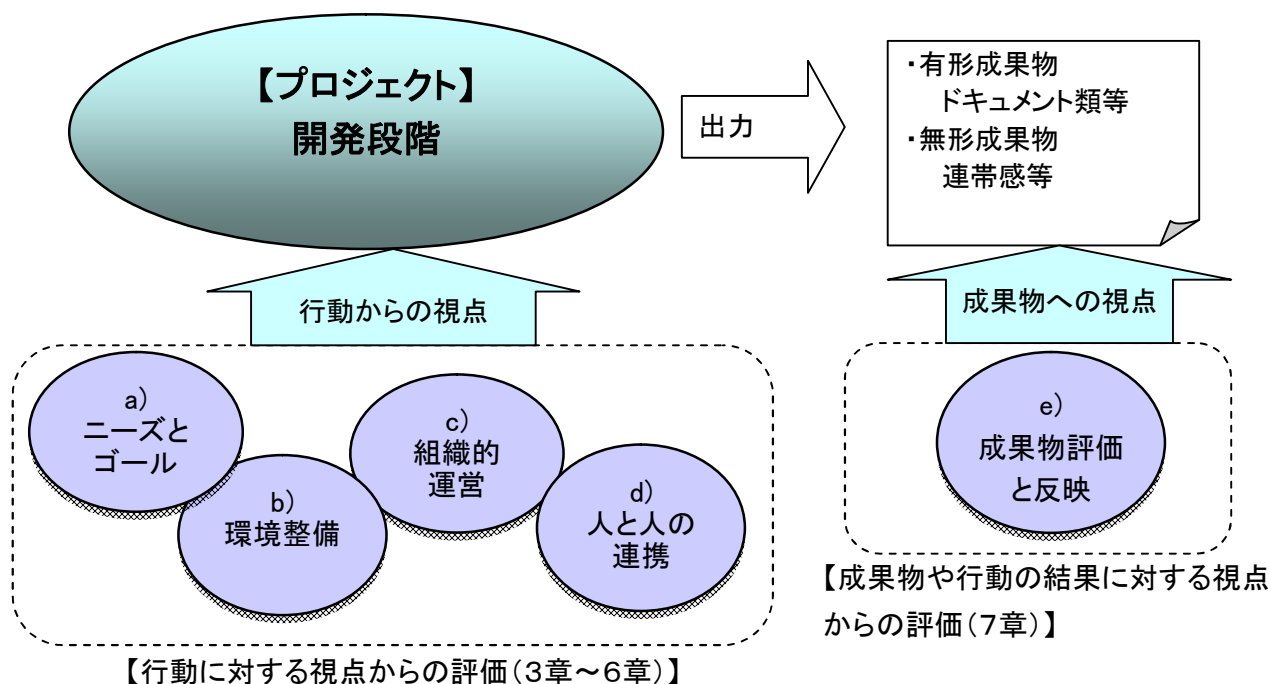 【プロジェクト】
開発段階
出力
・有形成果物
ドキュメント類等
・無形成果物
連帯感等
行動からの視点
成果物への視点
a)
ニーズと
ゴール
b)
環境整備
c)
組織的
運営
d)
人と人の
連携
e)
成果物評価
と反映
【行動に対する視点からの評価(3章~6章)】
【成果物や行動の結果に対する視点
からの評価(7章)】